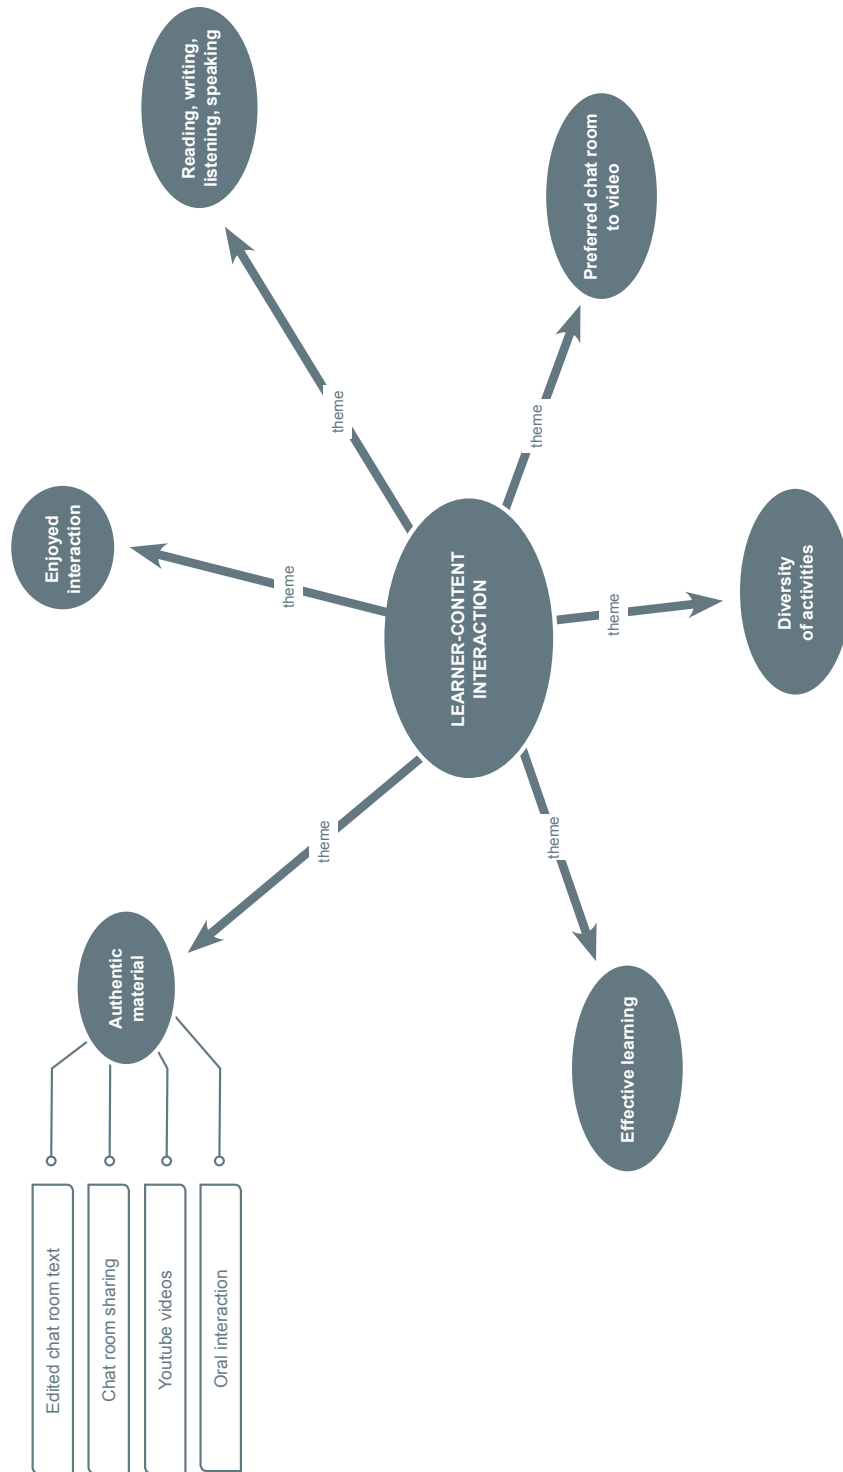 Edited chat room text
Chat room sharing
Youtube videos
Oral interaction
Authentic
material
theme
Enjoyed
interaction
theme
Reading, writing,
listening, speaking
theme
LEARNER-CONTENT
INTERACTION
theme
Preferred chat room
to video
theme
Diversity
of activities
theme
Effective learning